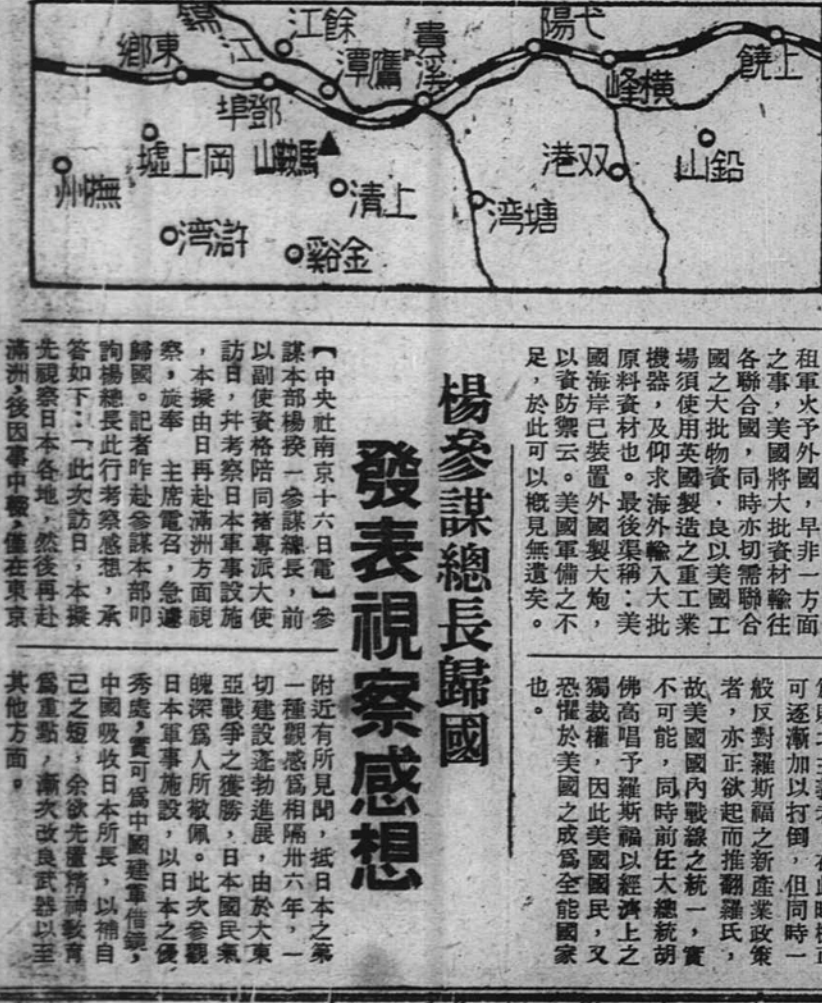 上饒
橫峰
弋陽
貴溪
鷹潭
餘江
錦江
鄧埠
東鄉
鉛山
双港
塘湾
上清
馬鞍山
岡上墟
撫州
金谿
滸湾
租軍火予外國，早非一方面
之事，美國將大批資材輸往
各聯合國，同時亦切需聯合
國之大批物資，良以美國工
場須使用英國製造之重工業
機器，及仰求海外輸入大批
原料資材也。最後渠稱：美
國海岸已裝置外國製大炮，
以資防禦云。美國軍備之不
足，於此可以概見無遺矣。
可逐漸加以打倒，但同時一
般反對羅斯福之新產業政策
者，亦正欲起而推翻羅氏，
故美國國內戰線之統一，實
不可能，同時前任大總統胡
佛高唱予羅斯福以經濟上之
獨裁權，因此美國國民，又
恐懼於美國之成爲全能國家
也。
楊參謀總長歸國
發表視察感想
【中央社南京十六日電】參
謀本部楊揆一參謀總長，前
以副使資格陪同褚專派大使
訪日，幷考察日本軍事設施
，本擬由日再赴滿洲方面視
察，旋奉 主席電召，急遽
歸國。記者昨赴參謀本部叩
詢楊總長此行考察感想，承
答如下：「此次訪日，本擬
先視察日本各地，然後再赴
滿洲，後因事中輟，僅在東京
附近有所見聞，抵日本之第
一種觀感爲相隔卅六年，一
切建設蓬勃進展，由於大東
亞戰爭之獲勝，日本國民氣
魄深爲人所敬佩。此次參觀
日本軍事施設，以日本之優
秀處，實可爲中國建軍借鏡，
中國吸收日本所長，以補自
己之短，余欲先置精神敎育
爲重點，漸次改良武器以至
其他方面。